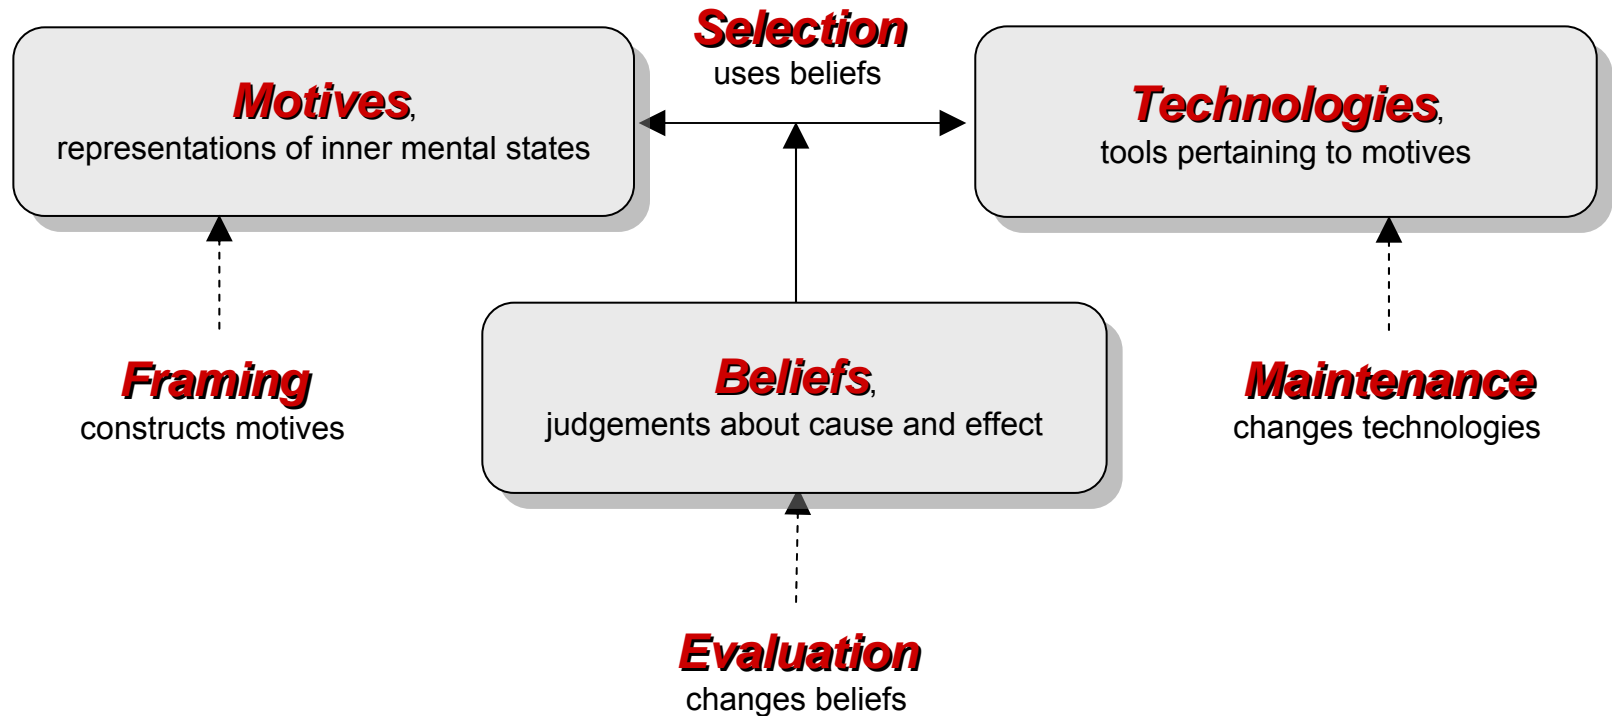 Selection
uses beliefs
Motives,
representations of inner mental states
Technologies,
tools pertaining to motives
Framing
constructs motives
Beliefs,
judgements about cause and effect
Maintenance
changes technologies
Evaluation
changes beliefs